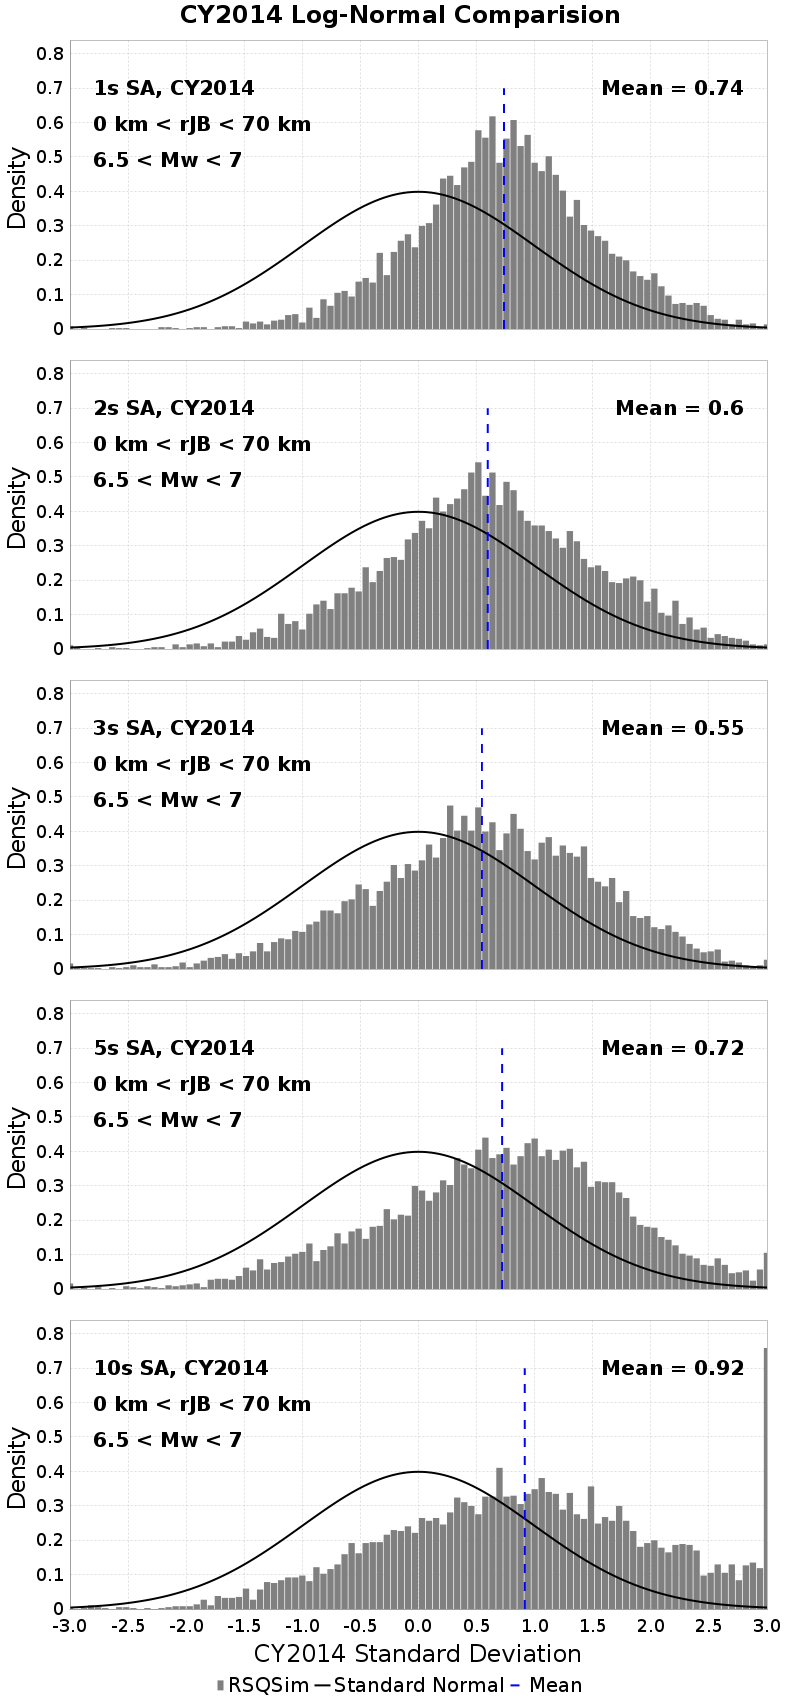 CY2014 Log-Normal Comparision
0.8
0.7
0.6
0.5
0.4
0.3
0.2
0.1
0
Density
1s SA, CY2014
Mean = 0.74
0 km < rJB < 70 km
6.5 < Mw < 7
0.8
0.7
0.6
0.5
0.4
0.3
0.2
0.1
0
Density
2s SA, CY2014
Mean = 0.6
0 km < rJB < 70 km
6.5 < Mw < 7
0.8
0.7
0.6
0.5
0.4
0.3
0.2
0.1
0
Density
3s SA, CY2014
Mean = 0.55
0 km < rJB < 70 km
6.5 < Mw < 7
0.8
0.7
0.6
0.5
0.4
0.3
0.2
0.1
0
Density
5s SA, CY2014
Mean = 0.72
0 km < rJB < 70 km
6.5 < Mw < 7
0.8
0.7
0.6
0.5
0.4
0.3
0.2
0.1
0
Density
10s SA, CY2014
Mean = 0.92
0 km < rJB < 70 km
6.5 < Mw < 7
-3.0 -2.5 -2.0 -1.5 -1.0 -0.5 0.0 0.5 1.0 1.5 2.0 2.5 3.0
CY2014 Standard Deviation
RSQSim Standard Normal Mean